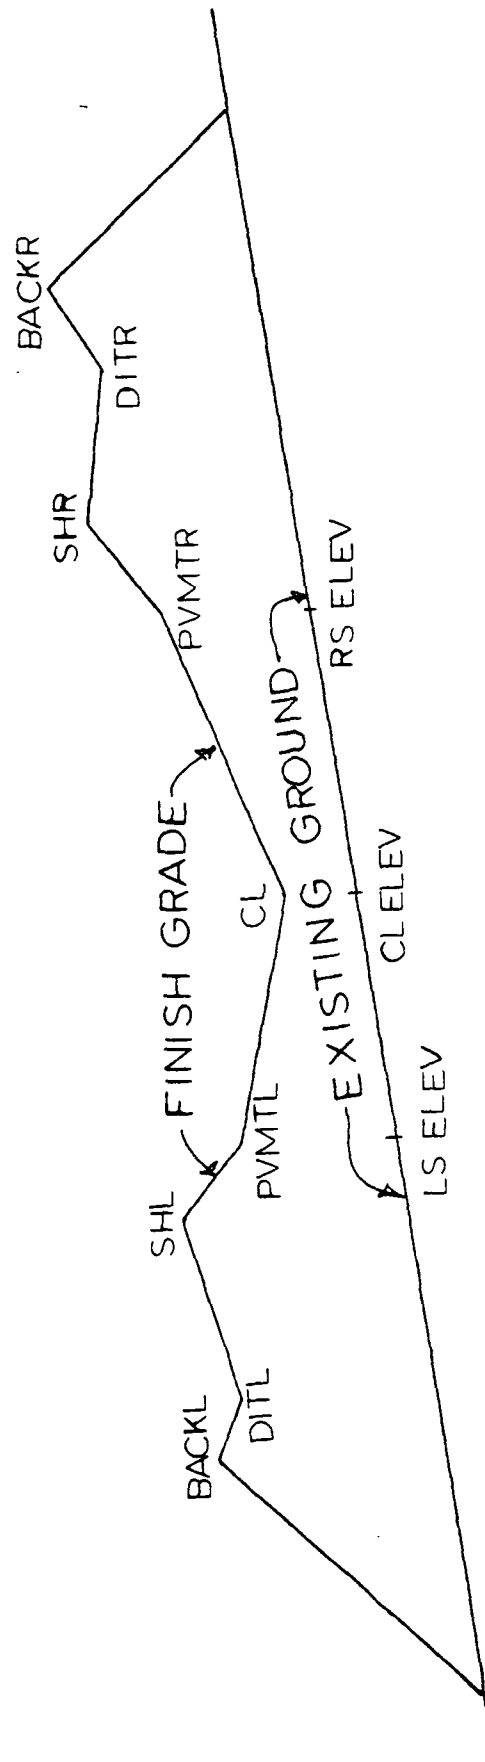 BACKR
SHR
DITR
SHL
FINISH GRADE
PVMTR
BACKL
CL
DITL
PVMTL
EXISTING GROUND
RS ELEV
CL ELEV
LS ELEV